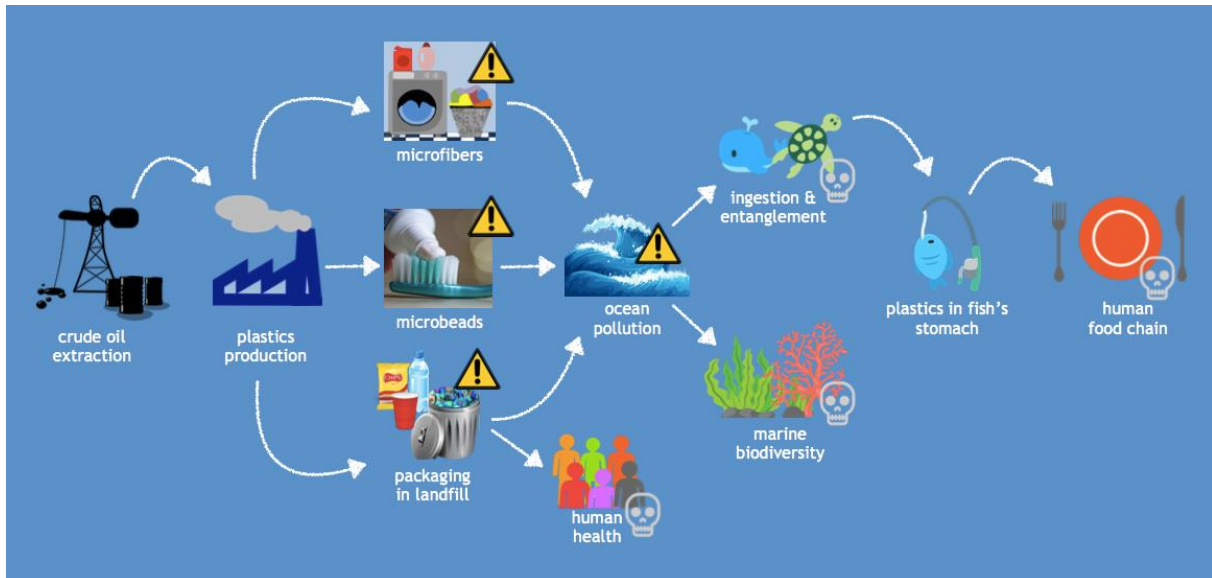 crude oil
extraction
plastics
production
microfibers
microbeads
packaging
in landfill
ocean
pollution
human
health
ingestion &
entanglement
marine
biodiversity
plastics in fish's
stomach
human
food chain